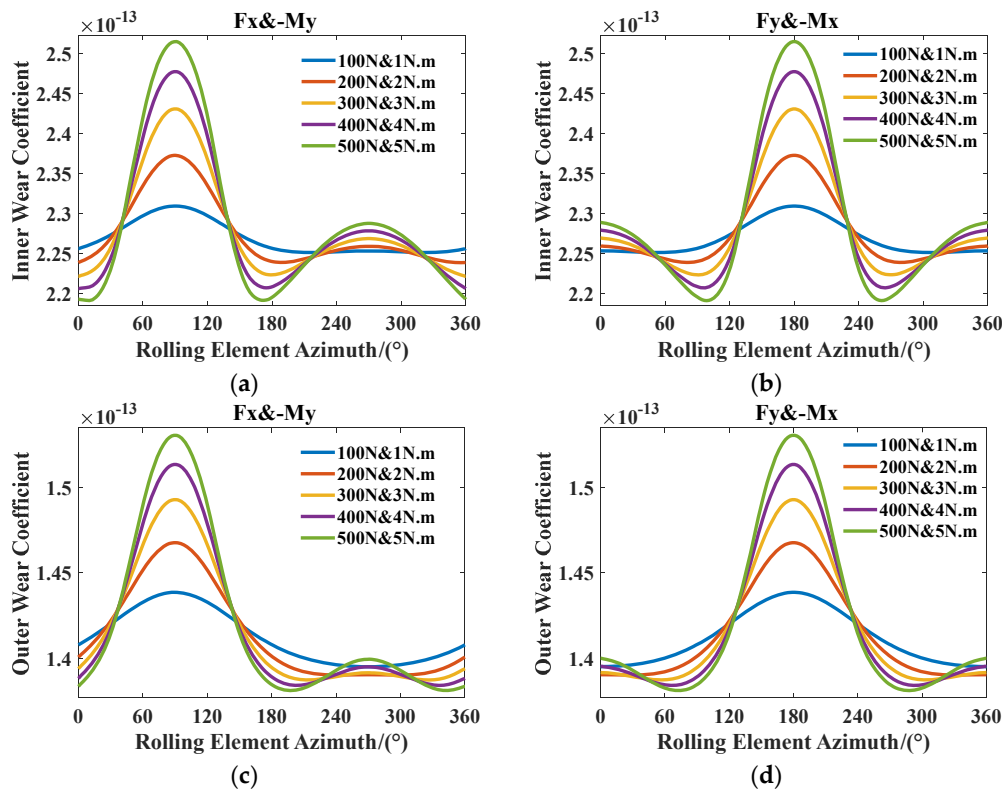 ×10⁻¹³
Fx&-My
Inner Wear Coefficient
2.5
2.45
2.4
2.35
2.3
2.25
2.2
100N&1N.m
200N&2N.m
300N&3N.m
400N&4N.m
500N&5N.m
0 60 120 180 240 300 360
Rolling Element Azimuth/(°)
(a)
×10⁻¹³
Fy&-Mx
Inner Wear Coefficient
2.5
2.45
2.4
2.35
2.3
2.25
2.2
100N&1N.m
200N&2N.m
300N&3N.m
400N&4N.m
500N&5N.m
0 60 120 180 240 300 360
Rolling Element Azimuth/(°)
(b)
×10⁻¹³
Fx&-My
Outer Wear Coefficient
1.5
1.45
1.4
100N&1N.m
200N&2N.m
300N&3N.m
400N&4N.m
500N&5N.m
0 60 120 180 240 300 360
Rolling Element Azimuth/(°)
(c)
×10⁻¹³
Fy&-Mx
Outer Wear Coefficient
1.5
1.45
1.4
100N&1N.m
200N&2N.m
300N&3N.m
400N&4N.m
500N&5N.m
0 60 120 180 240 300 360
Rolling Element Azimuth/(°)
(d)